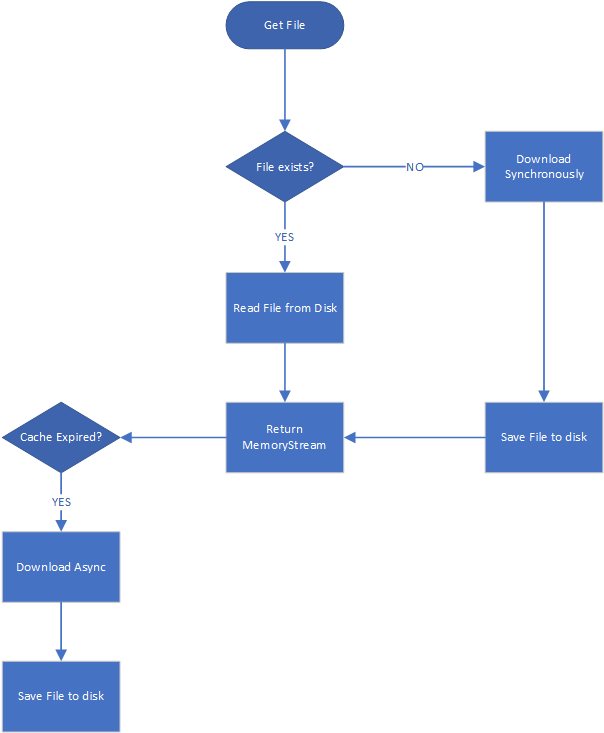 Get File
File exists?
NO
Download
Synchronously
YES
Read File from Disk
Cache Expired?
Return
MemoryStream
Save File to disk
YES
Download Async
Save File to disk